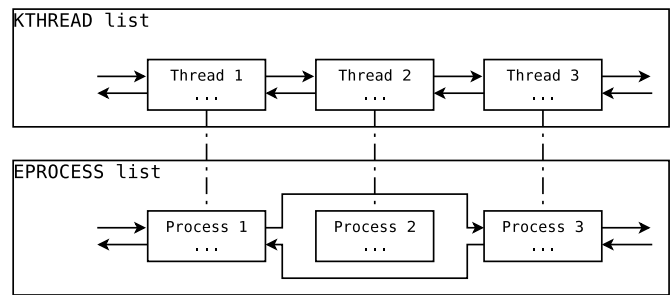 KTHREAD list
Thread 1
...
Thread 2
...
Thread 3
...
EPROCESS list
Process 1
...
Process 2
...
Process 3
...